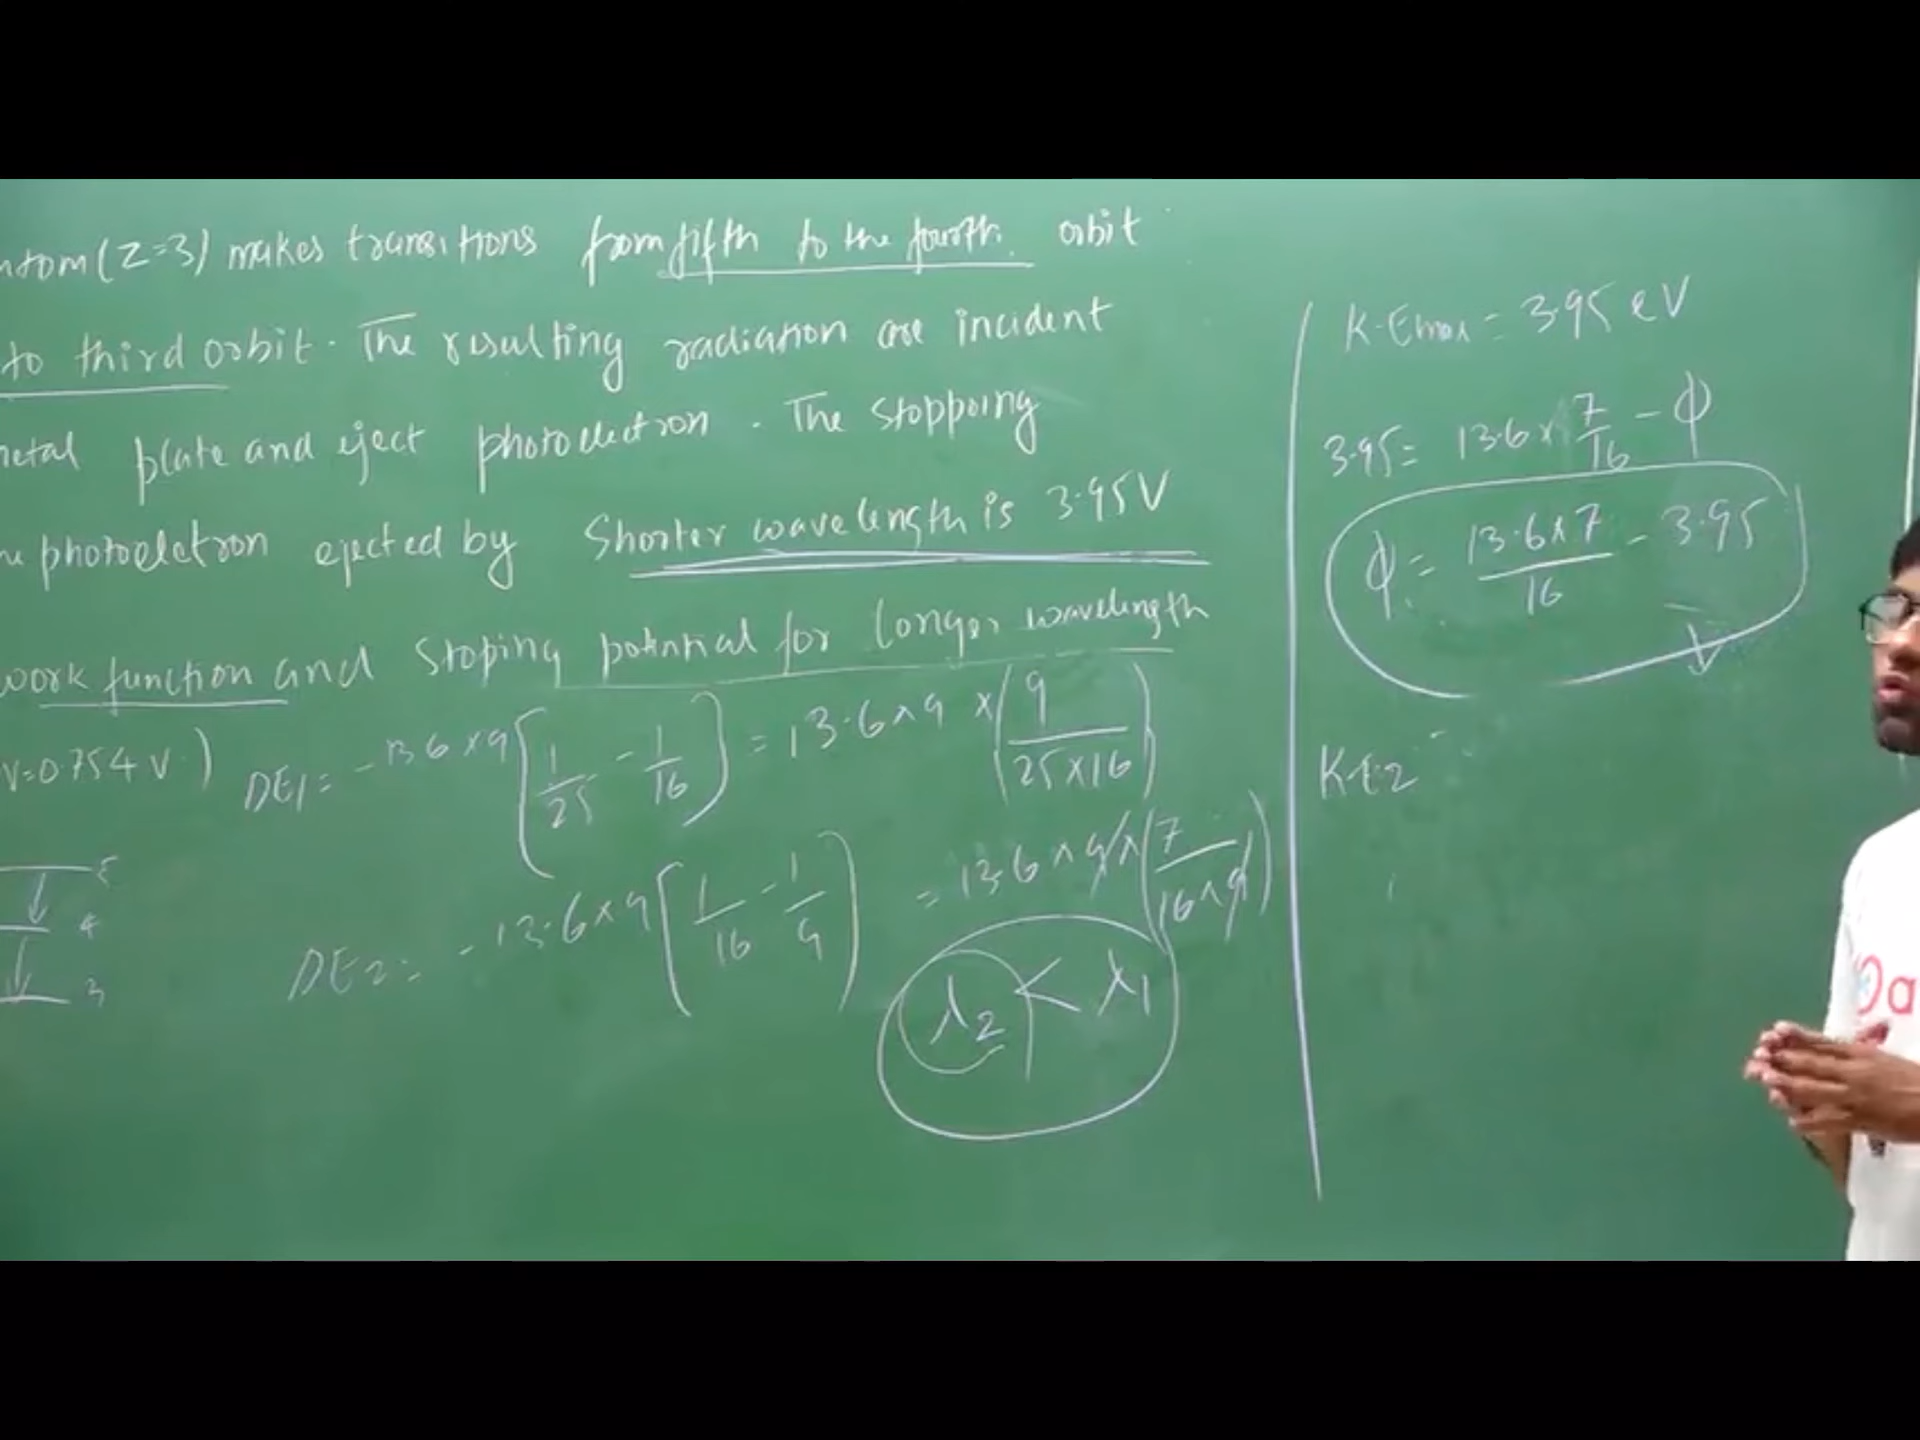 atom (Z=3) makes transitions from fifth to the fourth orbit
to third orbit. The resulting radiation are incident
metal plate and eject photoelectron. The stopping
photoeletron ejected by Shorter wavelength is 3.95V
work function and Stoping potential for longer wavelength
V=0.754 V)
DE1= -13.6×9[1/25 - 1/16] = 13.6×9 × (9/25×16)
5
4
3
DE2= -13.6×9[1/16 - 1/9] = 13.6×9×(7/16×9)
λ2 < λ1
K.Emax = 3.95 eV
3.95= 13.6×7/16 - ϕ
ϕ= 13.6×7/16 - 3.95
K.E2
a